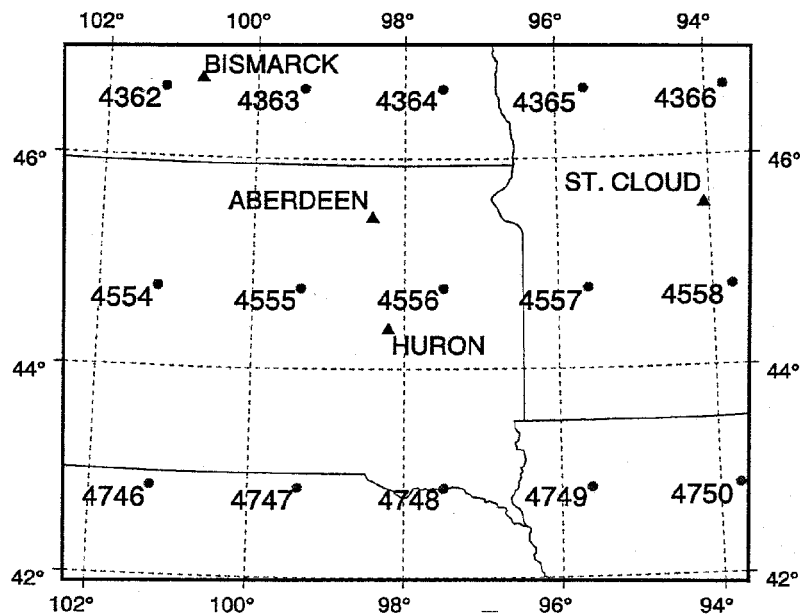 102° 100° 98° 96° 94°
BISMARCK
4362 4363 4364 4365 4366
46° 46°
ST. CLOUD
ABERDEEN
4554 4555 4556 4557 4558
HURON
44° 44°
4746 4747 4748 4749 4750
42° 42°
102° 100° 98° 96° 94°